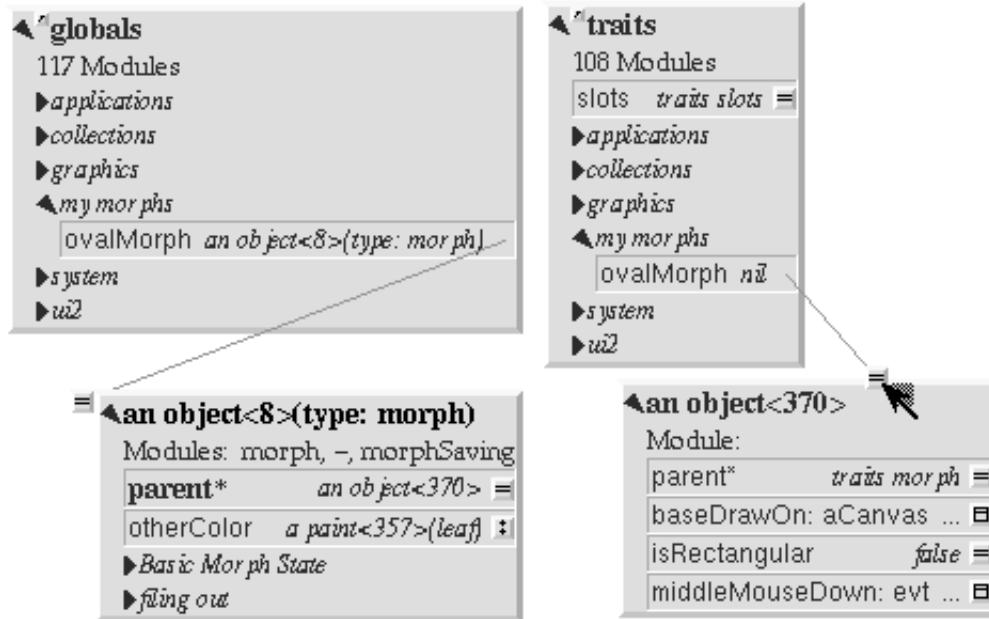 globals
117 Modules
applications
collections
graphics
my morphs
ovalMorph an object<8>(type: morph)
system
ui2
traits
108 Modules
slots traits slots =
applications
collections
graphics
my morphs
ovalMorph nil
system
ui2
=
an object<8>(type: morph)
Modules: morph, –, morphSaving
parent* an object<370> =
otherColor a paint<357>(leaf)
Basic Morph State
filing out
=
an object<370>
Module:
parent* traits morph =
baseDrawOn: aCanvas ...
isRectangular false =
middleMouseDown: evt ...